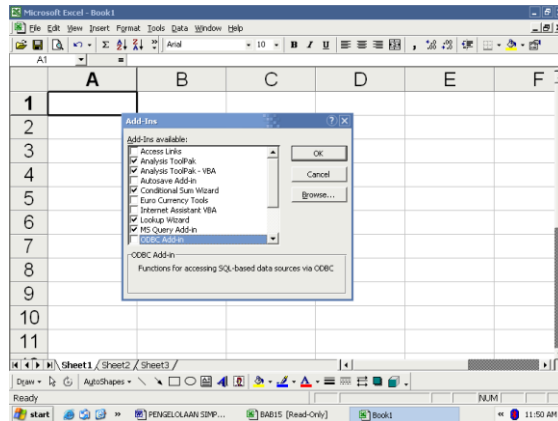 Microsoft Excel - Book1
File Edit View Insert Format Tools Data Window Help
Arial 10 B I U
A1 =
A B C D E F
1
2
3
4
5
6
7
8
9
10
11
Add-Ins
Add-Ins available:
Access Links
Analysis ToolPak
Analysis ToolPak - VBA
Autosave Add-in
Conditional Sum Wizard
Euro Currency Tools
Internet Assistant VBA
Lookup Wizard
MS Query Add-in
ODBC Add-in
OK
Cancel
Browse...
ODBC Add-in
Functions for accessing SQL-based data sources via ODBC
Sheet1 Sheet2 Sheet3
Draw AutoShapes
Ready NUM
start PENGELOLAAN SIMP... BAB15 [Read-Only] Book1 11:50 AM